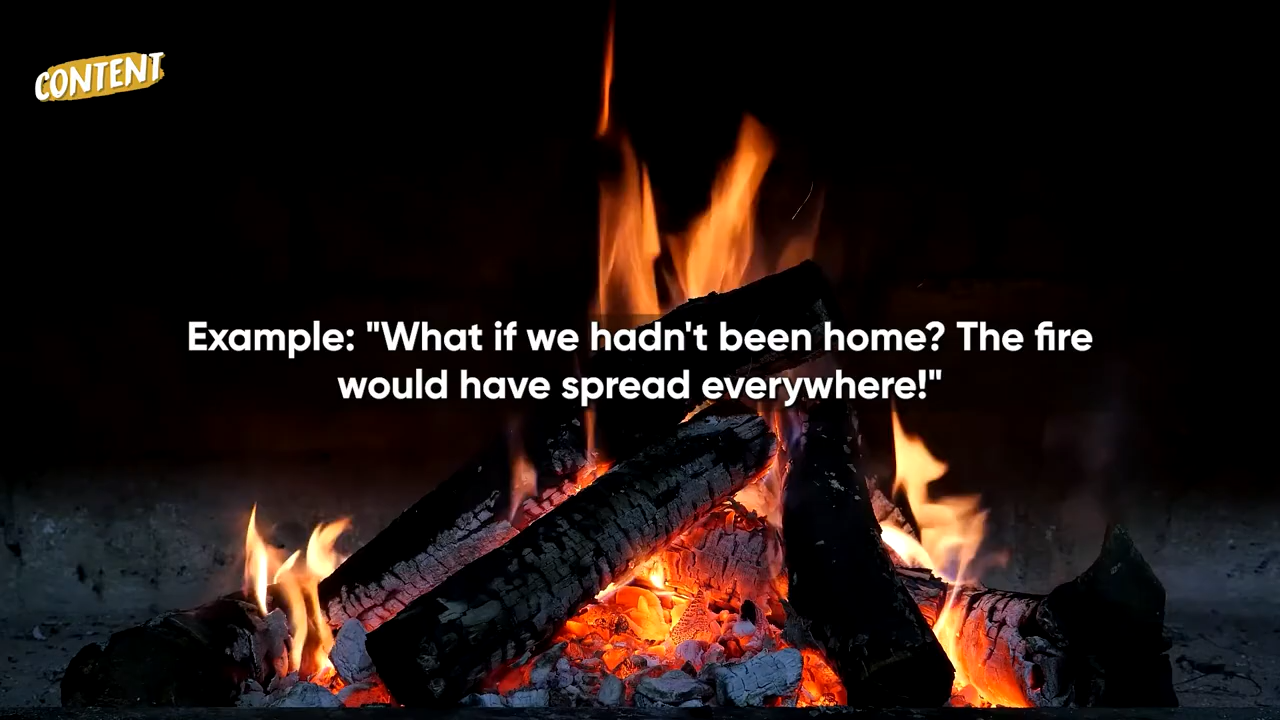 CONTENT
Example: "What if we hadn't been home? The fire
would have spread everywhere!"